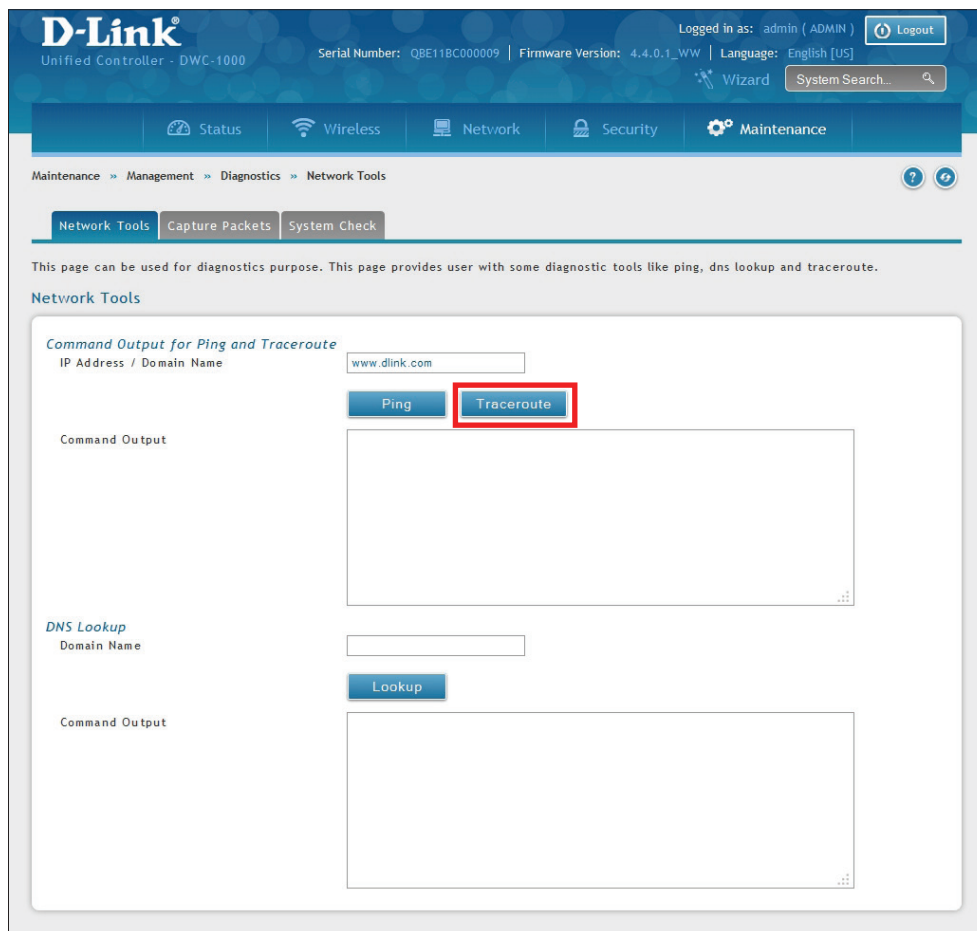 D-Link®
Unified Controller - DWC-1000
Logged in as: admin ( ADMIN ) Logout
Serial Number: QBE11BC000009 | Firmware Version: 4.4.0.1_WW | Language: English [US]
Wizard System Search...
Status Wireless Network Security Maintenance
Maintenance » Management » Diagnostics » Network Tools
Network Tools Capture Packets System Check
This page can be used for diagnostics purpose. This page provides user with some diagnostic tools like ping, dns lookup and traceroute.
Network Tools
Command Output for Ping and Traceroute
IP Address / Domain Name www.dlink.com
Ping Traceroute
Command Output
DNS Lookup
Domain Name
Lookup
Command Output